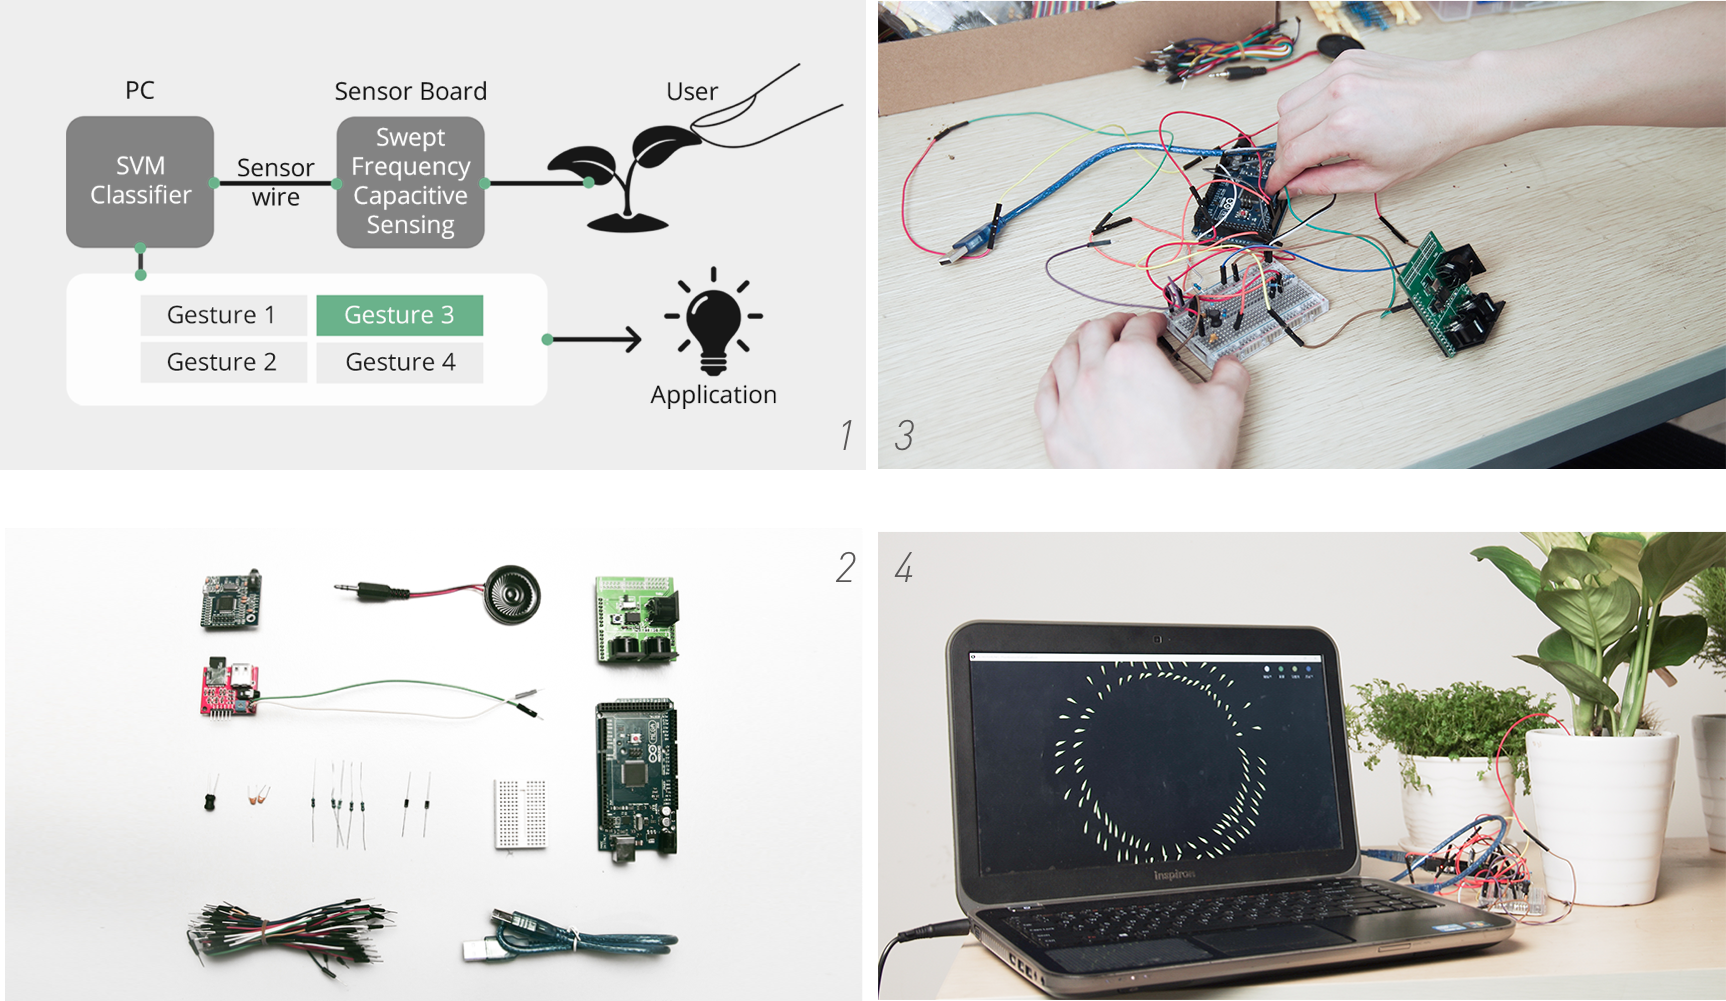 PC
Sensor Board
User
SVM
Classifier
Sensor
wire
Swept
Frequency
Capacitive
Sensing
Gesture 1
Gesture 3
Gesture 2
Gesture 4
Application
1
3
2
4
inspiron